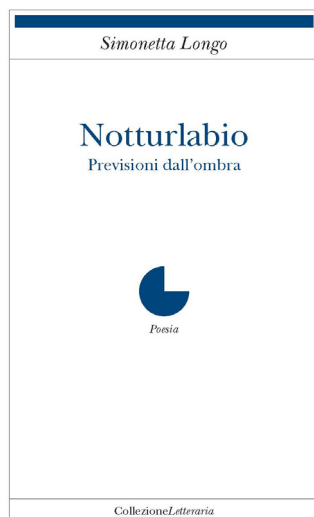 Simonetta Longo
Notturlabio
Previsioni dall'ombra
Poesia
CollezioneLetteraria